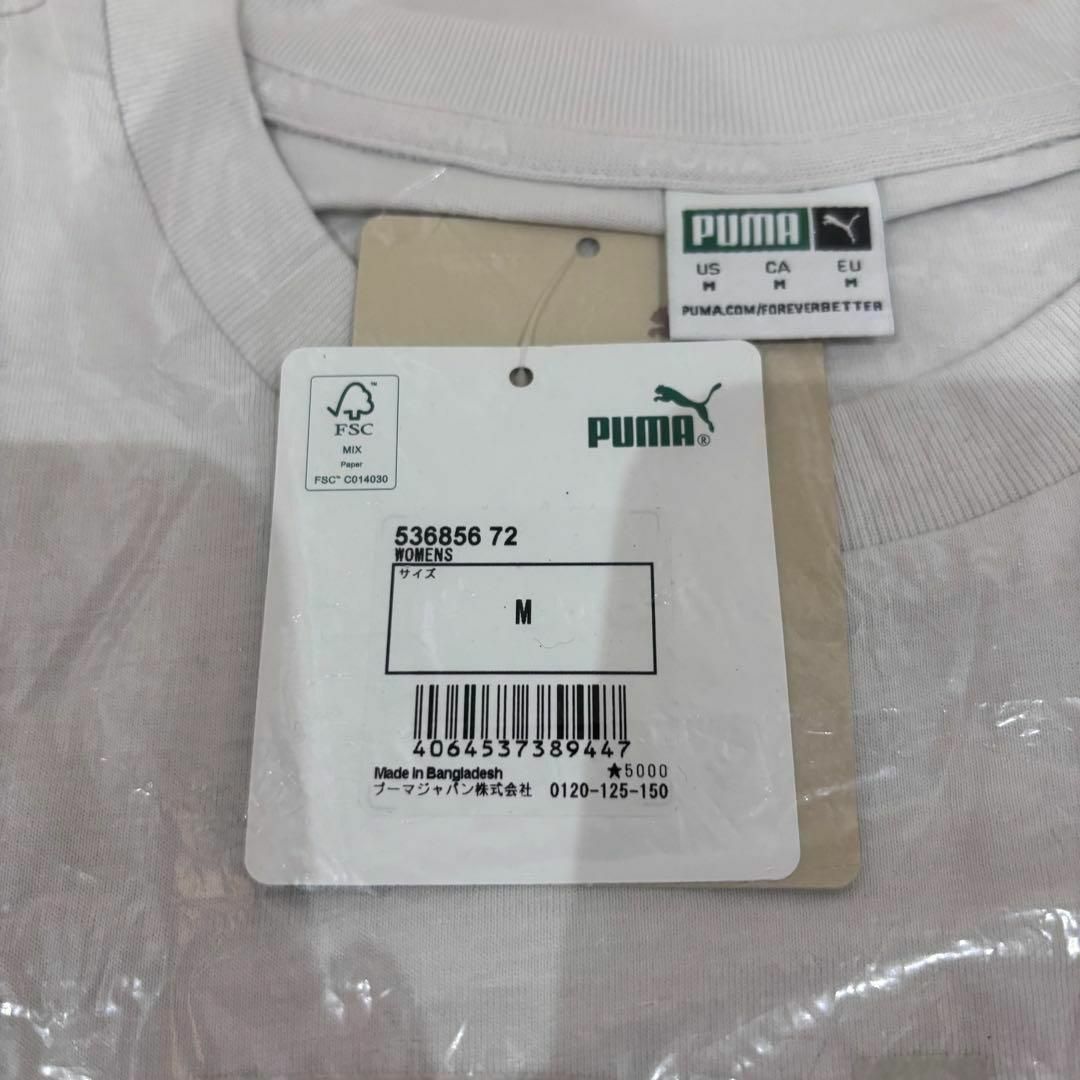 PUMA
US CA EU
M M M
PUMA.COM/FOREVERBETTER
FSC
MIX
Paper
FSC™ C014030
PUMA®
536856 72
WOMENS
サイズ
M
4064537389447
Made in Bangladesh ★5000
プーマジャパン株式会社 0120-125-150